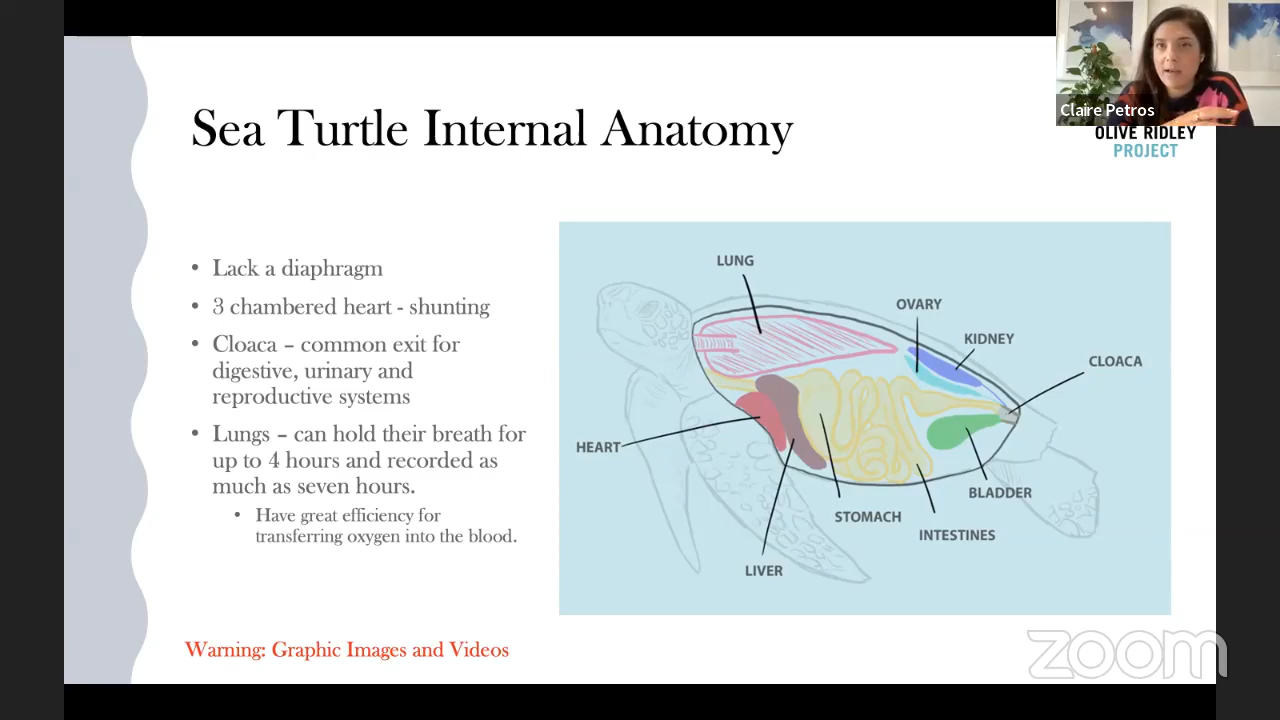 Claire Petros
OLIVE RIDLEY
PROJECT
Sea Turtle Internal Anatomy
• Lack a diaphragm
• 3 chambered heart - shunting
• Cloaca – common exit for
digestive, urinary and
reproductive systems
• Lungs – can hold their breath for
up to 4 hours and recorded as
much as seven hours.
• Have great efficiency for
transferring oxygen into the blood.
LUNG
OVARY
KIDNEY
CLOACA
HEART
BLADDER
STOMACH
INTESTINES
LIVER
Warning: Graphic Images and Videos
zoom